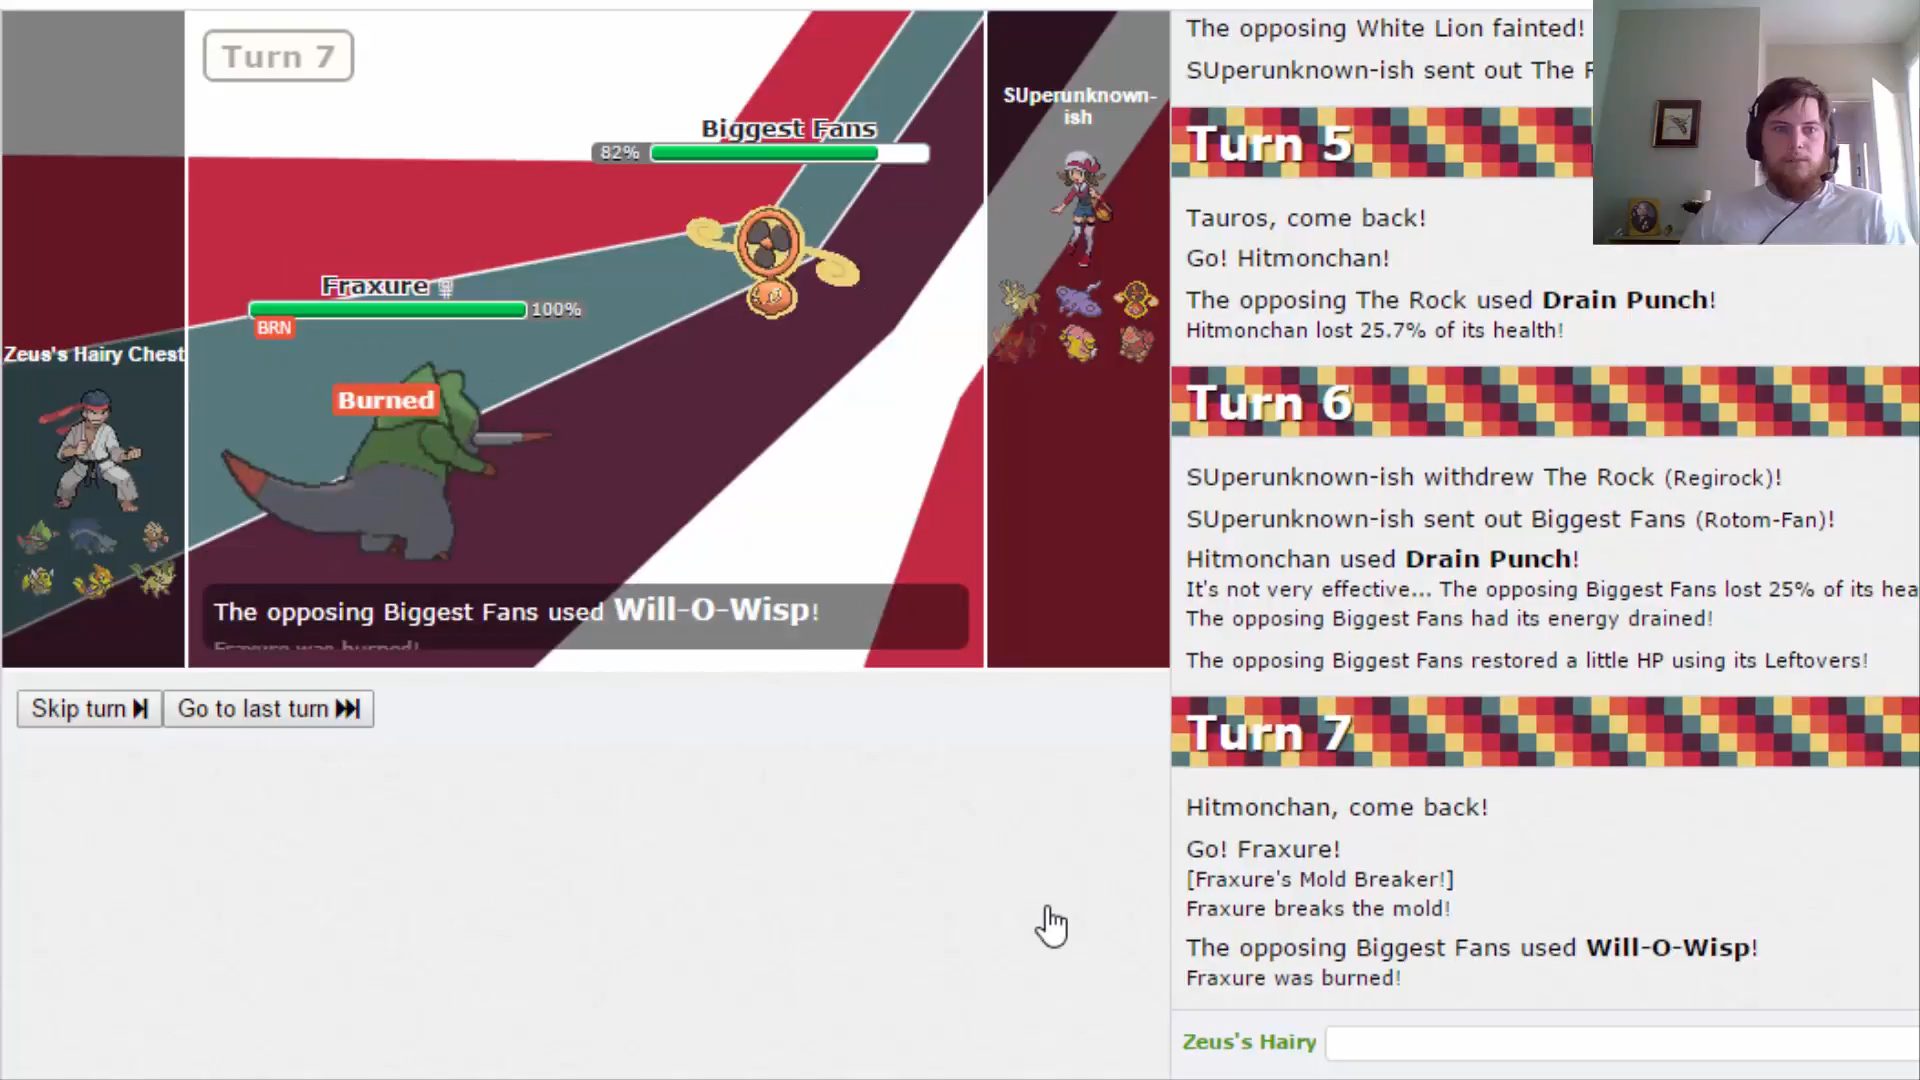 Turn 7
Biggest Fans
82%
Fraxure
100%
BRN
Burned
Zeus's Hairy Chest
SUperunknown-
ish
The opposing Biggest Fans used Will-O-Wisp!
Fraxure was burned!
Skip turn
Go to last turn
The opposing White Lion fainted!
SUperunknown-ish sent out The
Turn 5
Tauros, come back!
Go! Hitmonchan!
The opposing The Rock used Drain Punch!
Hitmonchan lost 25.7% of its health!
Turn 6
SUperunknown-ish withdrew The Rock (Regirock)!
SUperunknown-ish sent out Biggest Fans (Rotom-Fan)!
Hitmonchan used Drain Punch!
It's not very effective... The opposing Biggest Fans lost 25% of its hea
The opposing Biggest Fans had its energy drained!
The opposing Biggest Fans restored a little HP using its Leftovers!
Turn 7
Hitmonchan, come back!
Go! Fraxure!
[Fraxure's Mold Breaker!]
Fraxure breaks the mold!
The opposing Biggest Fans used Will-O-Wisp!
Fraxure was burned!
Zeus's Hairy